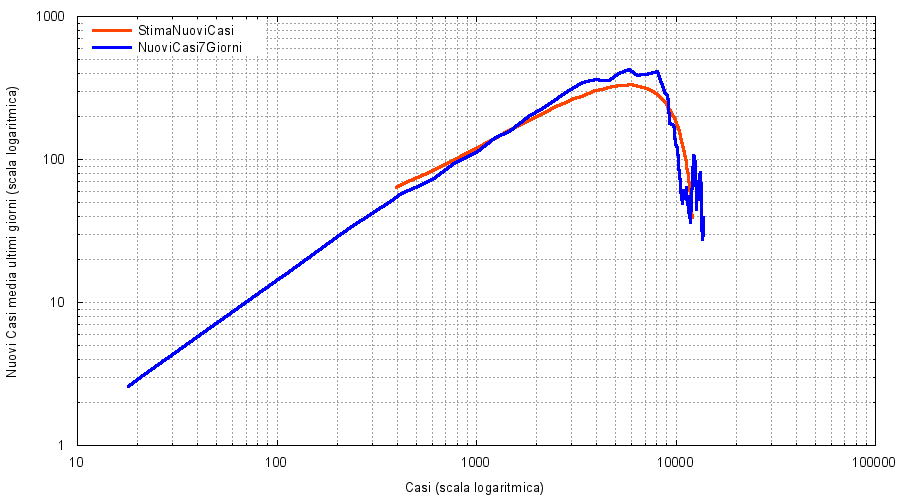 1000
StimaNuoviCasi
NuoviCasi7Giorni
100
10
1
Nuovi Casi media ultimi giorni (scala logaritmica)
10
100
1000
10000
100000
Casi (scala logaritmica)